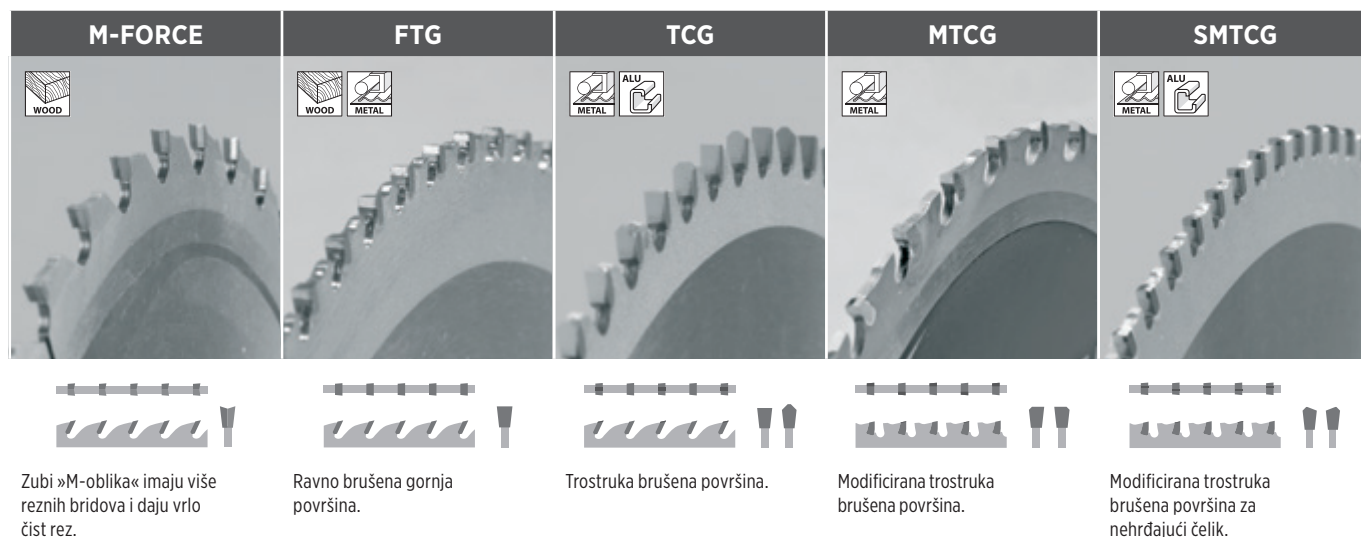 M-FORCE
FTG
TCG
MTCG
SMTCG
WOOD
WOOD
METAL
METAL
ALU
METAL
METAL
ALU
Zubi »M-oblika« imaju više
reznih bridova i daju vrlo
čist rez.
Ravno brušena gornja
površina.
Trostruka brušena površina.
Modificirana trostruka
brušena površina.
Modificirana trostruka
brušena površina za
nehrđajući čelik.